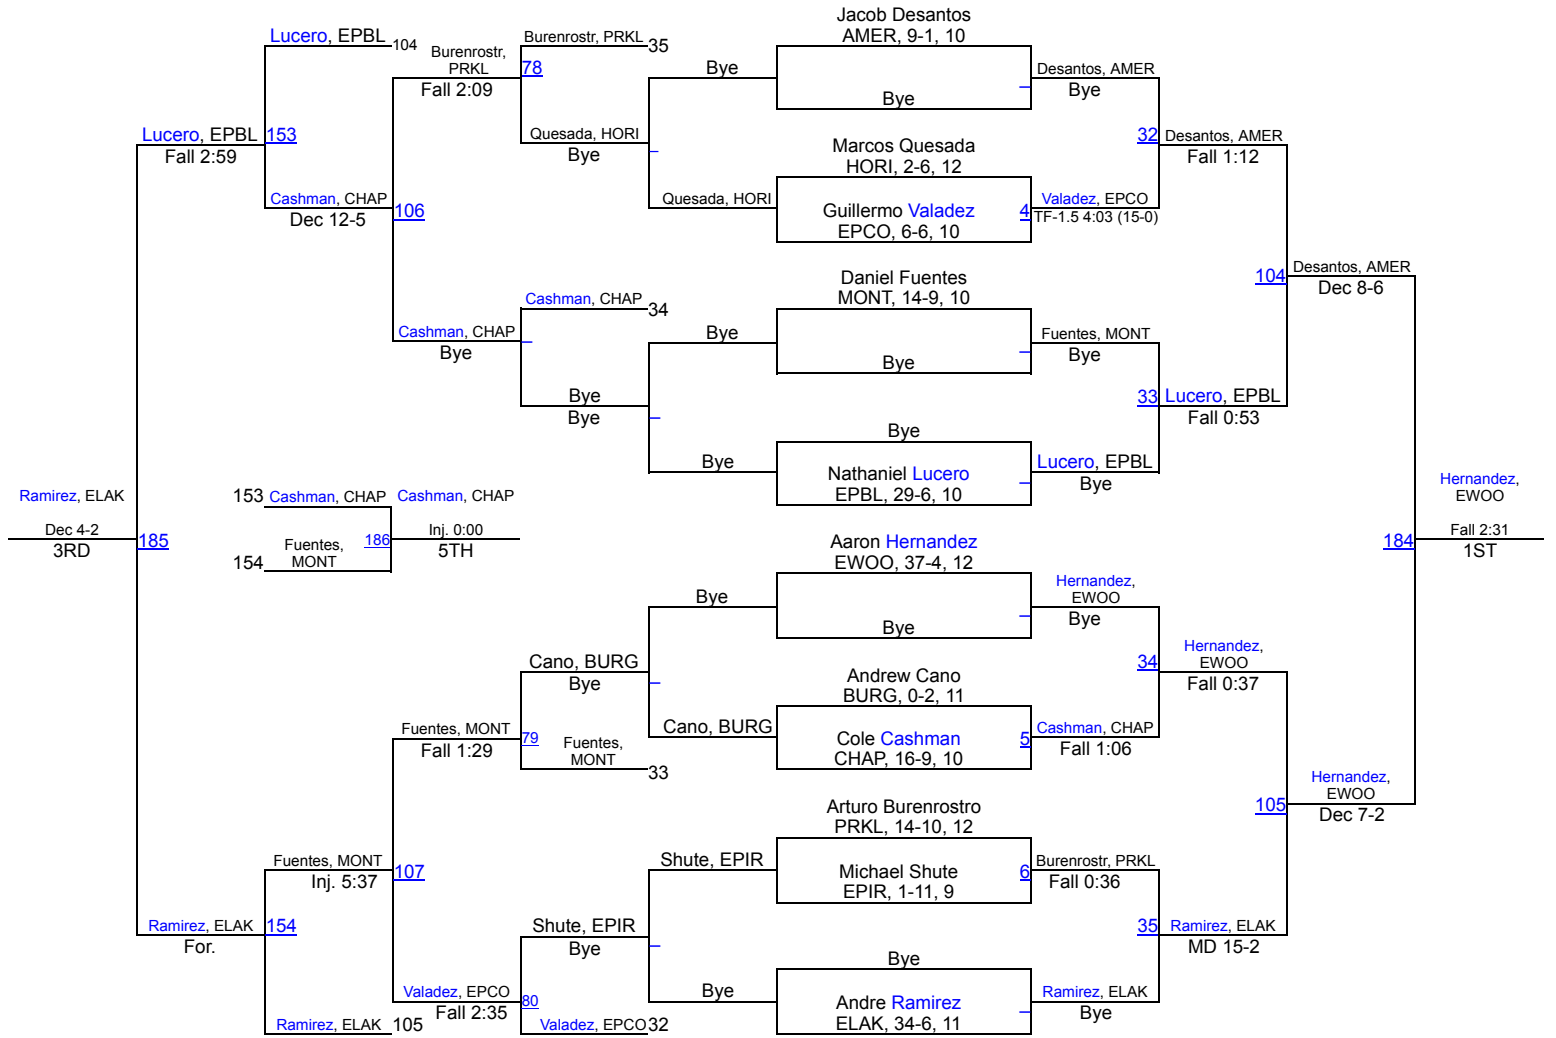 Jacob Desantos
AMER, 9-1, 10
Bye
Desantos, AMER
Bye
Marcos Quesada
HORI, 2-6, 12
Guillermo Valadez
EPCO, 6-6, 10
4
Valadez, EPCO
TF-1.5 4:03 (15-0)
32
Desantos, AMER
Fall 1:12
Daniel Fuentes
MONT, 14-9, 10
Bye
Fuentes, MONT
Bye
Bye
Nathaniel Lucero
EPBL, 29-6, 10
Lucero, EPBL
Bye
33
Lucero, EPBL
Fall 0:53
104
Desantos, AMER
Dec 8-6
Aaron Hernandez
EWOO, 37-4, 12
Bye
Hernandez,
EWOO
Bye
Andrew Cano
BURG, 0-2, 11
Cole Cashman
CHAP, 16-9, 10
5
Cashman, CHAP
Fall 1:06
34
Hernandez,
EWOO
Fall 0:37
Arturo Burenrostro
PRKL, 14-10, 12
Michael Shute
EPIR, 1-11, 9
6
Burenrostr, PRKL
Fall 0:36
Bye
Andre Ramirez
ELAK, 34-6, 11
Ramirez, ELAK
Bye
35
Ramirez, ELAK
MD 15-2
105
Hernandez,
EWOO
Dec 7-2
184
Hernandez,
EWOO
Fall 2:31
1ST
Bye
Quesada, HORI
Quesada, HORI
Bye
Burenrostr, PRKL
35
78
Burenrostr,
PRKL
Fall 2:09
Bye
Bye
Bye
Bye
Cashman, CHAP
34
Cashman, CHAP
Bye
106
Cashman, CHAP
Dec 12-5
Lucero, EPBL
104
153
Lucero, EPBL
Fall 2:59
Bye
Cano, BURG
Cano, BURG
Bye
Fuentes,
MONT
33
79
Fuentes, MONT
Fall 1:29
Shute, EPIR
Bye
Shute, EPIR
Bye
Valadez, EPCO
32
80
Valadez, EPCO
Fall 2:35
107
Fuentes, MONT
Inj. 5:37
Ramirez, ELAK
105
154
Ramirez, ELAK
For.
185
Ramirez, ELAK
Dec 4-2
3RD
153
Cashman, CHAP
154
Fuentes,
MONT
186
Cashman, CHAP
Inj. 0:00
5TH